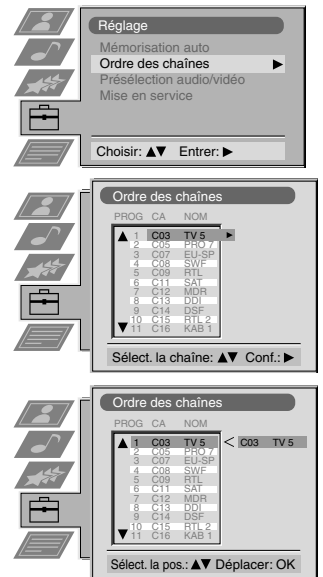 Réglage
Mémorisation auto
Ordre des chaînes ▶
Présélection audio/vidéo
Mise en service
Choisir: ▲▼ Entrer: ▶
Ordre des chaînes
PROG CA NOM
▲ 1 C03 TV 5 ▶
2 C05 PRO 7
3 C07 EU-SP
4 C08 SWF
5 C09 RTL
6 C11 SAT
7 C12 MDR
8 C13 DDI
9 C14 DSF
10 C15 RTL 2
▼ 11 C16 KAB 1
Sélect. la chaîne: ▲▼ Conf.: ▶
Ordre des chaînes
PROG CA NOM
▲ 1 C03 TV 5 < C03 TV 5
2 C05 PRO 7
3 C07 EU-SP
4 C08 SWF
5 C09 RTL
6 C11 SAT
7 C12 MDR
8 C13 DDI
9 C14 DSF
10 C15 RTL 2
▼ 11 C16 KAB 1
Sélect. la pos.: ▲▼ Déplacer: OK